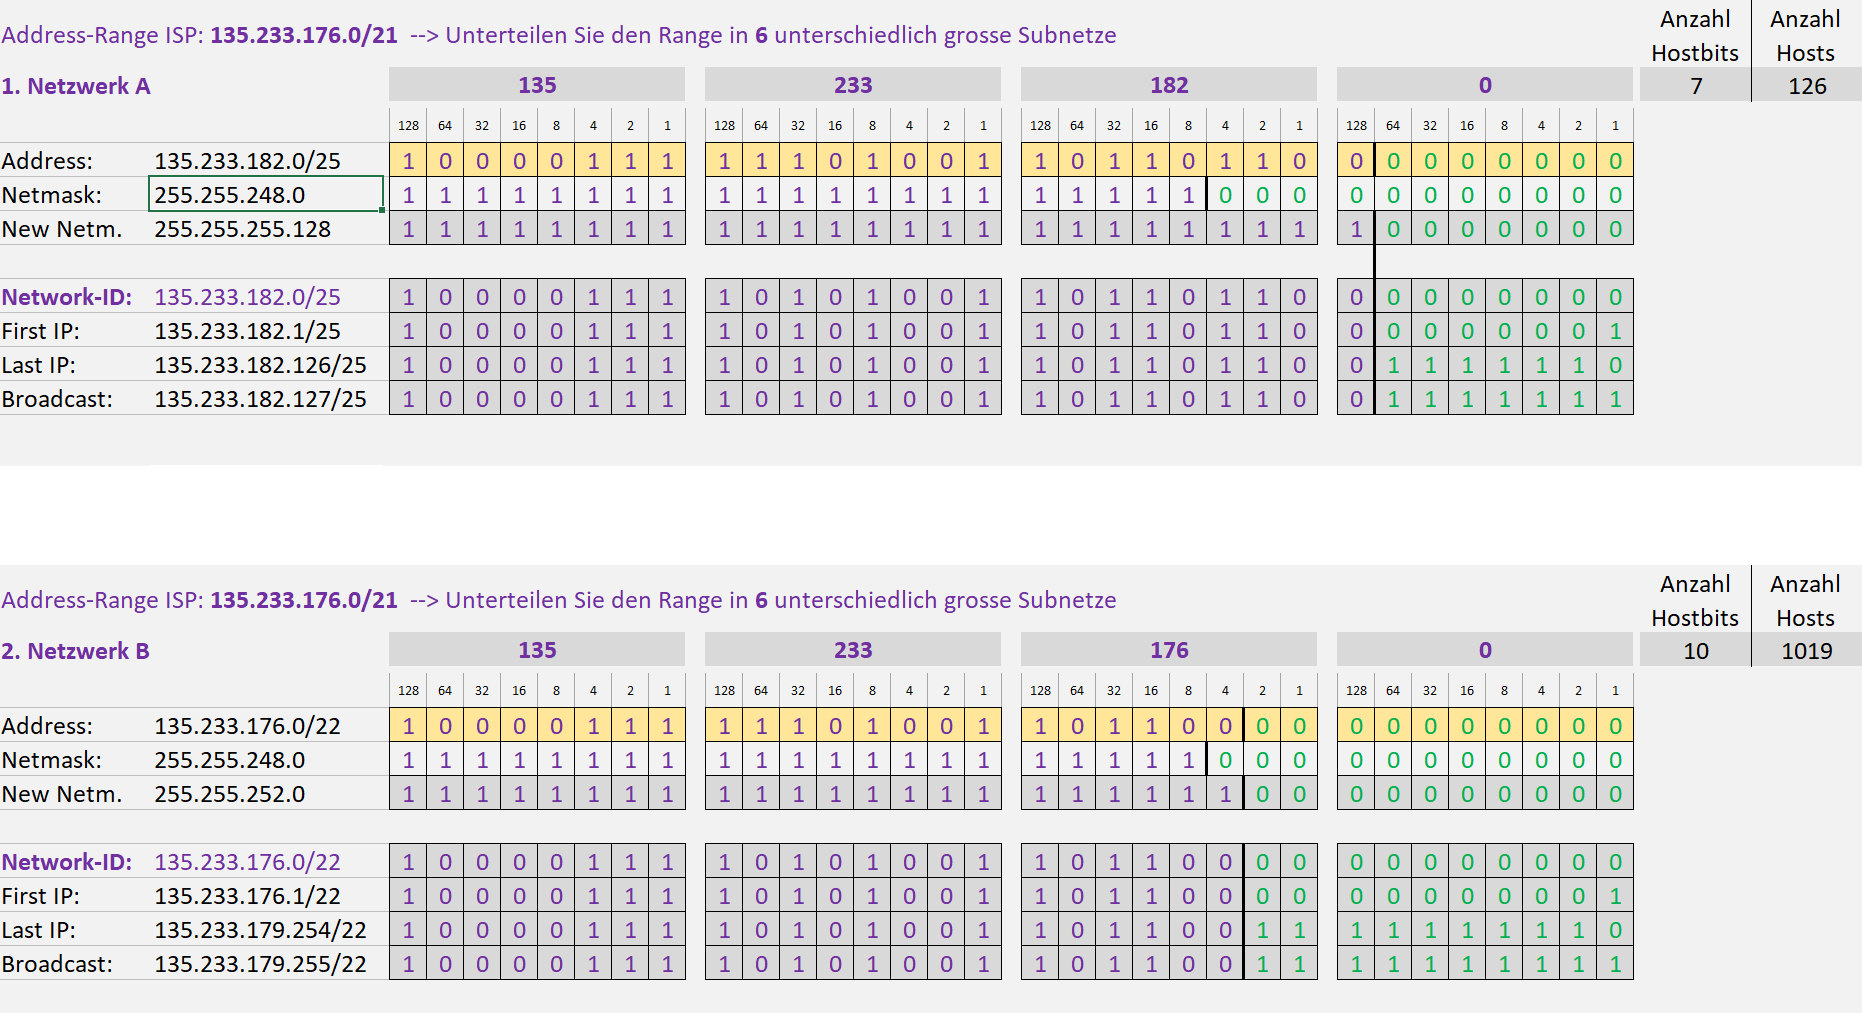 Anzahl Anzahl
Address-Range ISP: 135.233.176.0/21 --> Unterteilen Sie den Range in 6 unterschiedlich grosse Subnetze
Hostbits Hosts
1. Netzwerk A 135 233 182 0 7 126
128 64 32 16 8 4 2 1 128 64 32 16 8 4 2 1 128 64 32 16 8 4 2 1 128 64 32 16 8 4 2 1
Address: 135.233.182.0/25 1 0 0 0 0 1 1 1 1 1 1 0 1 0 0 1 1 0 1 1 0 1 1 0 0 0 0 0 0 0 0 0
Netmask: 255.255.248.0 1 1 1 1 1 1 1 1 1 1 1 1 1 1 1 1 1 1 1 1 1 0 0 0 0 0 0 0 0 0 0 0
New Netm. 255.255.255.128 1 1 1 1 1 1 1 1 1 1 1 1 1 1 1 1 1 1 1 1 1 1 1 1 1 0 0 0 0 0 0 0
Network-ID: 135.233.182.0/25 1 0 0 0 0 1 1 1 1 0 1 0 1 0 0 1 1 0 1 1 0 1 1 0 0 0 0 0 0 0 0 0
First IP: 135.233.182.1/25 1 0 0 0 0 1 1 1 1 0 1 0 1 0 0 1 1 0 1 1 0 1 1 0 0 0 0 0 0 0 0 1
Last IP: 135.233.182.126/25 1 0 0 0 0 1 1 1 1 0 1 0 1 0 0 1 1 0 1 1 0 1 1 0 0 1 1 1 1 1 1 0
Broadcast: 135.233.182.127/25 1 0 0 0 0 1 1 1 1 0 1 0 1 0 0 1 1 0 1 1 0 1 1 0 0 1 1 1 1 1 1 1
Anzahl Anzahl
Address-Range ISP: 135.233.176.0/21 --> Unterteilen Sie den Range in 6 unterschiedlich grosse Subnetze
Hostbits Hosts
2. Netzwerk B 135 233 176 0 10 1019
128 64 32 16 8 4 2 1 128 64 32 16 8 4 2 1 128 64 32 16 8 4 2 1 128 64 32 16 8 4 2 1
Address: 135.233.176.0/22 1 0 0 0 0 1 1 1 1 1 1 0 1 0 0 1 1 0 1 1 0 0 0 0 0 0 0 0 0 0 0 0
Netmask: 255.255.248.0 1 1 1 1 1 1 1 1 1 1 1 1 1 1 1 1 1 1 1 1 1 0 0 0 0 0 0 0 0 0 0 0
New Netm. 255.255.252.0 1 1 1 1 1 1 1 1 1 1 1 1 1 1 1 1 1 1 1 1 1 1 0 0 0 0 0 0 0 0 0 0
Network-ID: 135.233.176.0/22 1 0 0 0 0 1 1 1 1 0 1 0 1 0 0 1 1 0 1 1 0 0 0 0 0 0 0 0 0 0 0 0
First IP: 135.233.176.1/22 1 0 0 0 0 1 1 1 1 0 1 0 1 0 0 1 1 0 1 1 0 0 0 0 0 0 0 0 0 0 0 1
Last IP: 135.233.179.254/22 1 0 0 0 0 1 1 1 1 0 1 0 1 0 0 1 1 0 1 1 0 0 1 1 1 1 1 1 1 1 1 0
Broadcast: 135.233.179.255/22 1 0 0 0 0 1 1 1 1 0 1 0 1 0 0 1 1 0 1 1 0 0 1 1 1 1 1 1 1 1 1 1